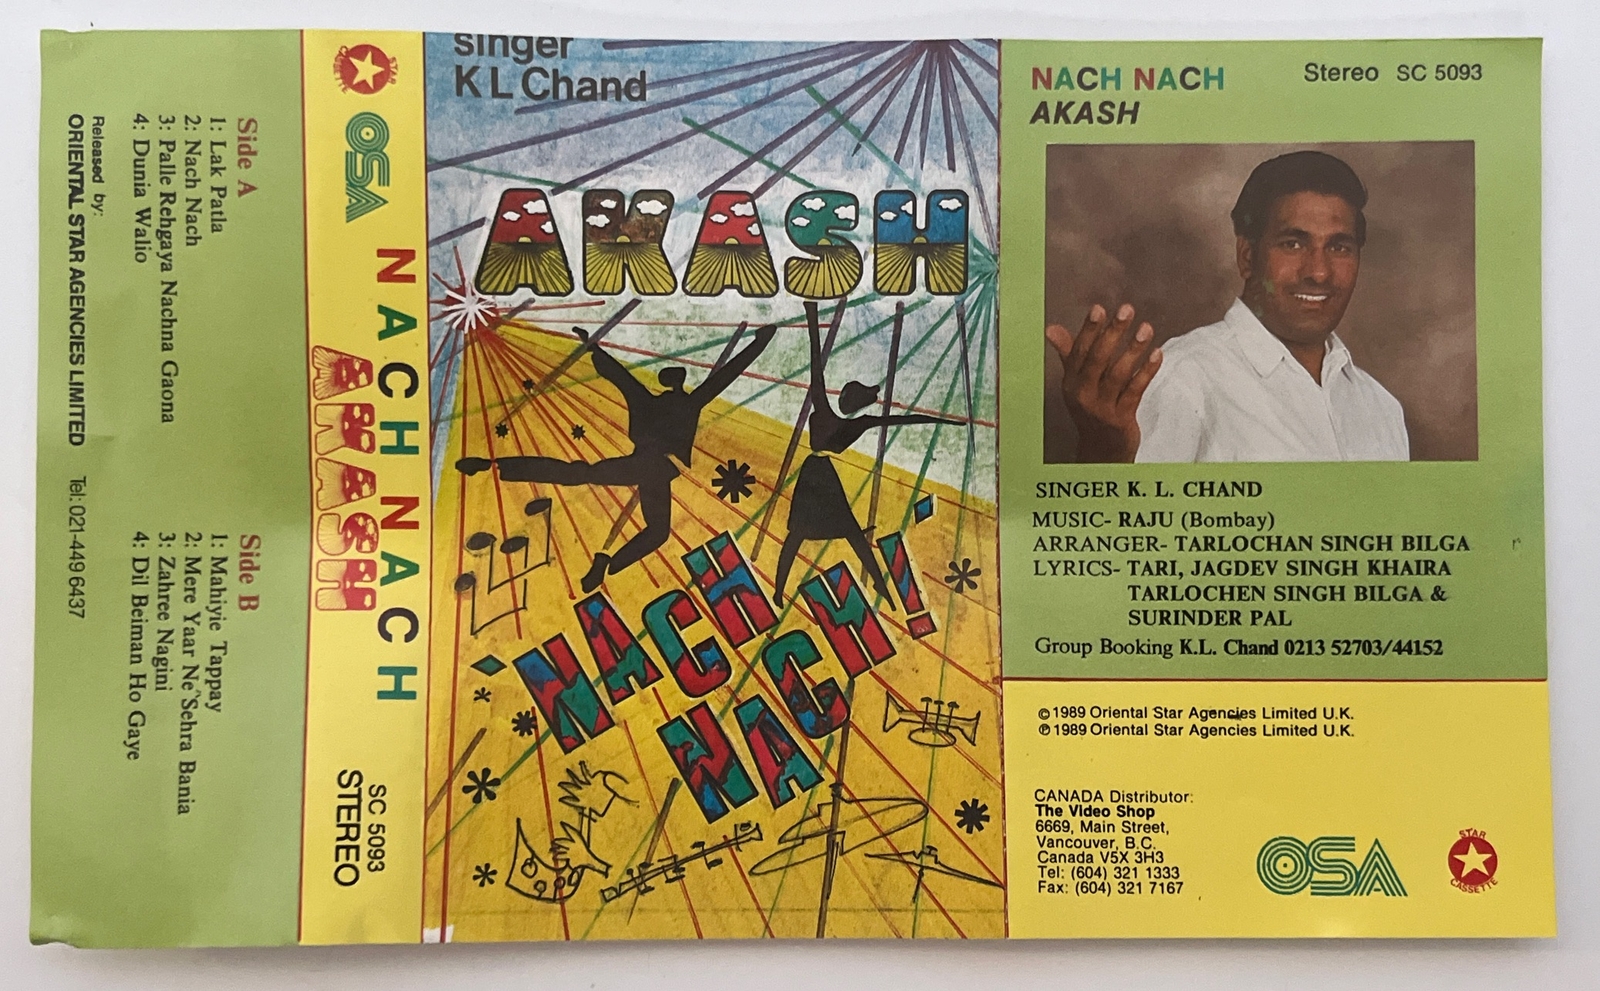 Side A
1: Lak Patla
2: Nach Nach
3: Palle Rehgaya Nachna Gaona
4: Dunia Walio
Side B
1: Mahiyie Tappay
2: Mere Yaar Ne Sehra Bania
3: Zahree Nagini
4: Dil Beiman Ho Gaye
Released by:
ORIENTAL STAR AGENCIES LIMITED Tel: 021-449 6437
STAR
CASSETTE
OSA
NACH NACH
AKASH
SC 5093
STEREO
singer
K L Chand
AKASH
NACH
NACH!
NACH NACH Stereo SC 5093
AKASH
SINGER K. L. CHAND
MUSIC- RAJU (Bombay)
ARRANGER- TARLOCHAN SINGH BILGA
LYRICS- TARI, JAGDEV SINGH KHAIRA
TARLOCHEN SINGH BILGA &
SURINDER PAL
Group Booking K.L. Chand 0213 52703/44152
© 1989 Oriental Star Agencies Limited U.K.
℗ 1989 Oriental Star Agencies Limited U.K.
CANADA Distributor:
The Video Shop
6669, Main Street,
Vancouver, B.C.
Canada V5X 3H3
Tel: (604) 321 1333
Fax: (604) 321 7167
OSA
STAR
CASSETTE